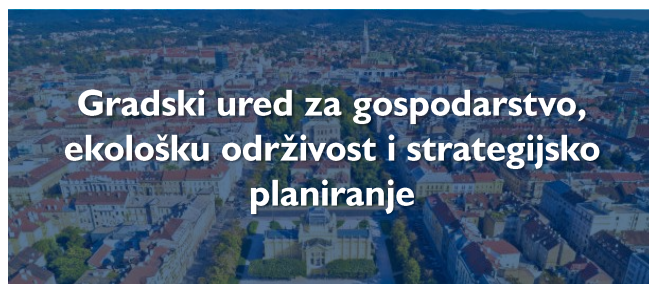 Gradski ured za gospodarstvo,
ekološku održivost i strategijsko
planiranje